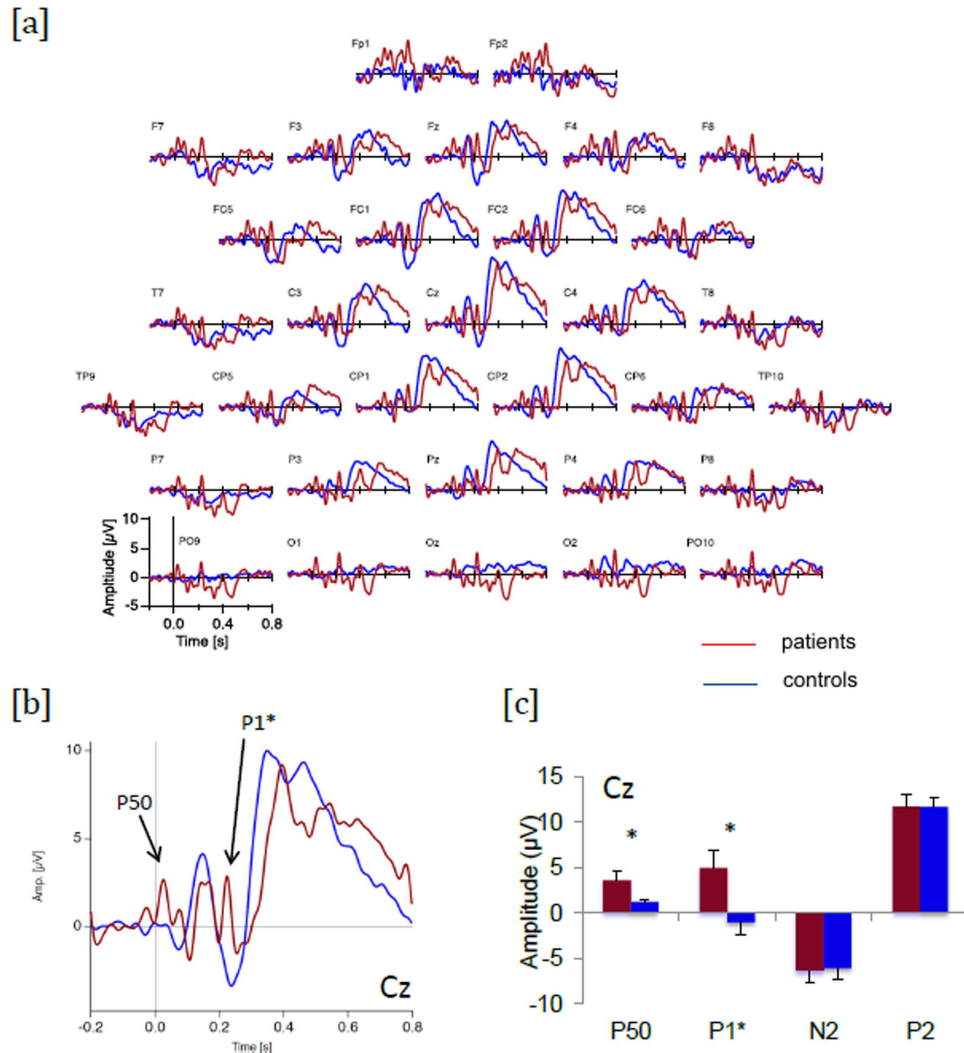 [a]
Fp1 Fp2
F7 F3 Fz F4 F8
FC5 FC1 FC2 FC6
T7 C3 Cz C4 T8
TP9 CP5 CP1 CP2 CP6 TP10
P7 P3 Pz P4 P8
PO9 O1 Oz O2 PO10
Amplitiude [µV]
10
5
0
-5
0.0 0.4 0.8
Time [s]
patients
controls
[b]
P1*
P50
Amp. [µV]
10
5
0
Cz
-0.2 0.0 0.2 0.4 0.6 0.8
Time [s]
[c]
Cz
Amplitude (µV)
15
10
5
0
-5
-10
* *
P50 P1* N2 P2